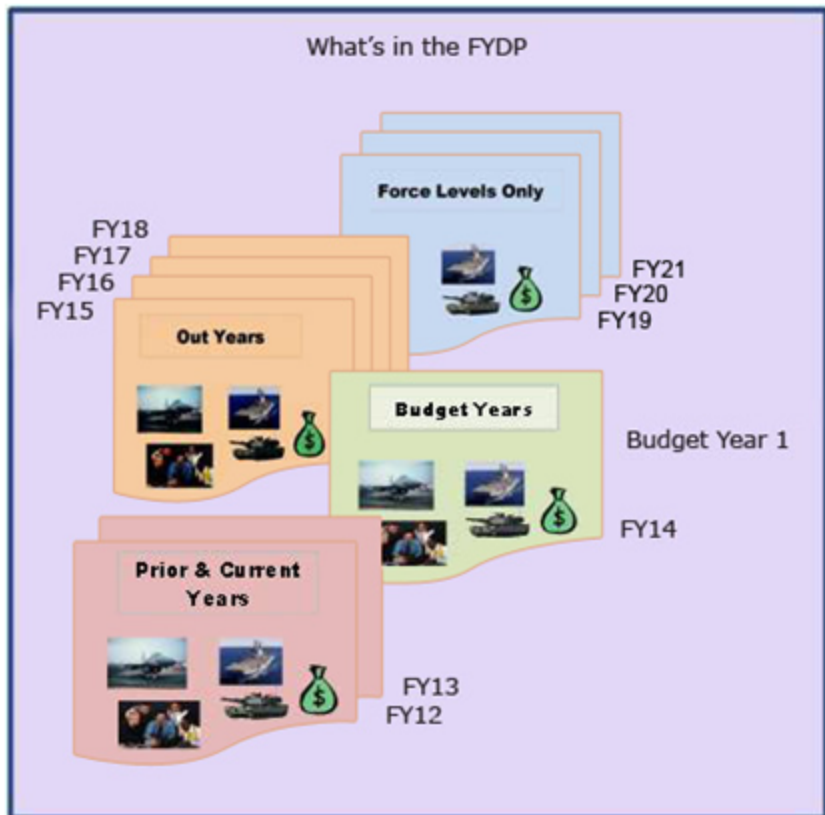 What's in the FYDP
Force Levels Only
FY21
FY20
FY19
FY18
FY17
FY16
FY15
Out Years
Budget Years
Budget Year 1
FY14
Prior & Current
Years
FY13
FY12
$
$
$
$